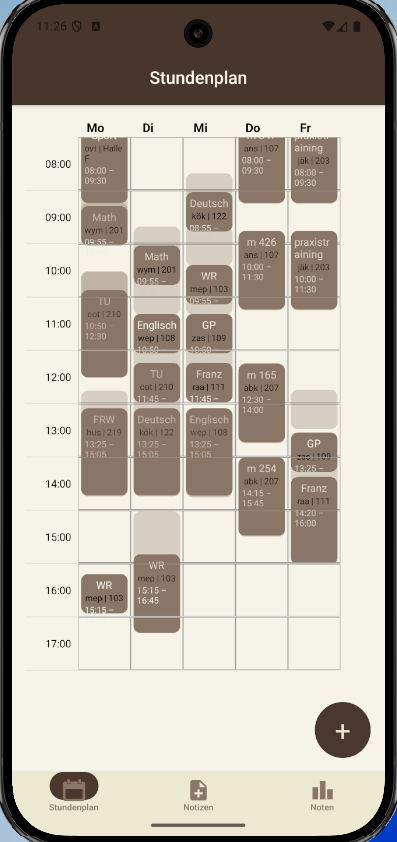 11:26
Stundenplan
Mo Di Mi Do Fr
08:00
09:00
10:00
11:00
12:00
13:00
14:00
15:00
16:00
17:00
ovt | Halle
F
08:00 –
09:30
Math
wym | 201
09:55 –
TU
cot | 210
10:50 –
12:30
FRW
hus | 219
13:25 –
15:05
WR
mep | 103
15:15 –
Math
wym | 201
09:55 –
Englisch
wep | 108
10:50 –
TU
cot | 210
11:45 –
Deutsch
kök | 122
13:25 –
15:05
WR
mep | 103
15:15 –
16:45
Deutsch
kök | 122
08:55 –
WR
mep | 103
09:55 –
GP
zas | 109
10:50 –
Franz
raa | 111
11:45 –
Englisch
wep | 108
13:25 –
15:05
ans | 107
08:00 –
09:30
m 426
ans | 107
10:00 –
11:30
m 165
abk | 207
12:30 –
14:00
m 254
abk | 207
14:15 –
15:45
praxistr
aining
jäk | 203
08:00 –
09:30
praxistr
aining
jäk | 203
10:00 –
11:30
GP
zas | 109
13:25 –
Franz
raa | 111
14:20 –
16:00
+
Stundenplan
Notizen
Noten